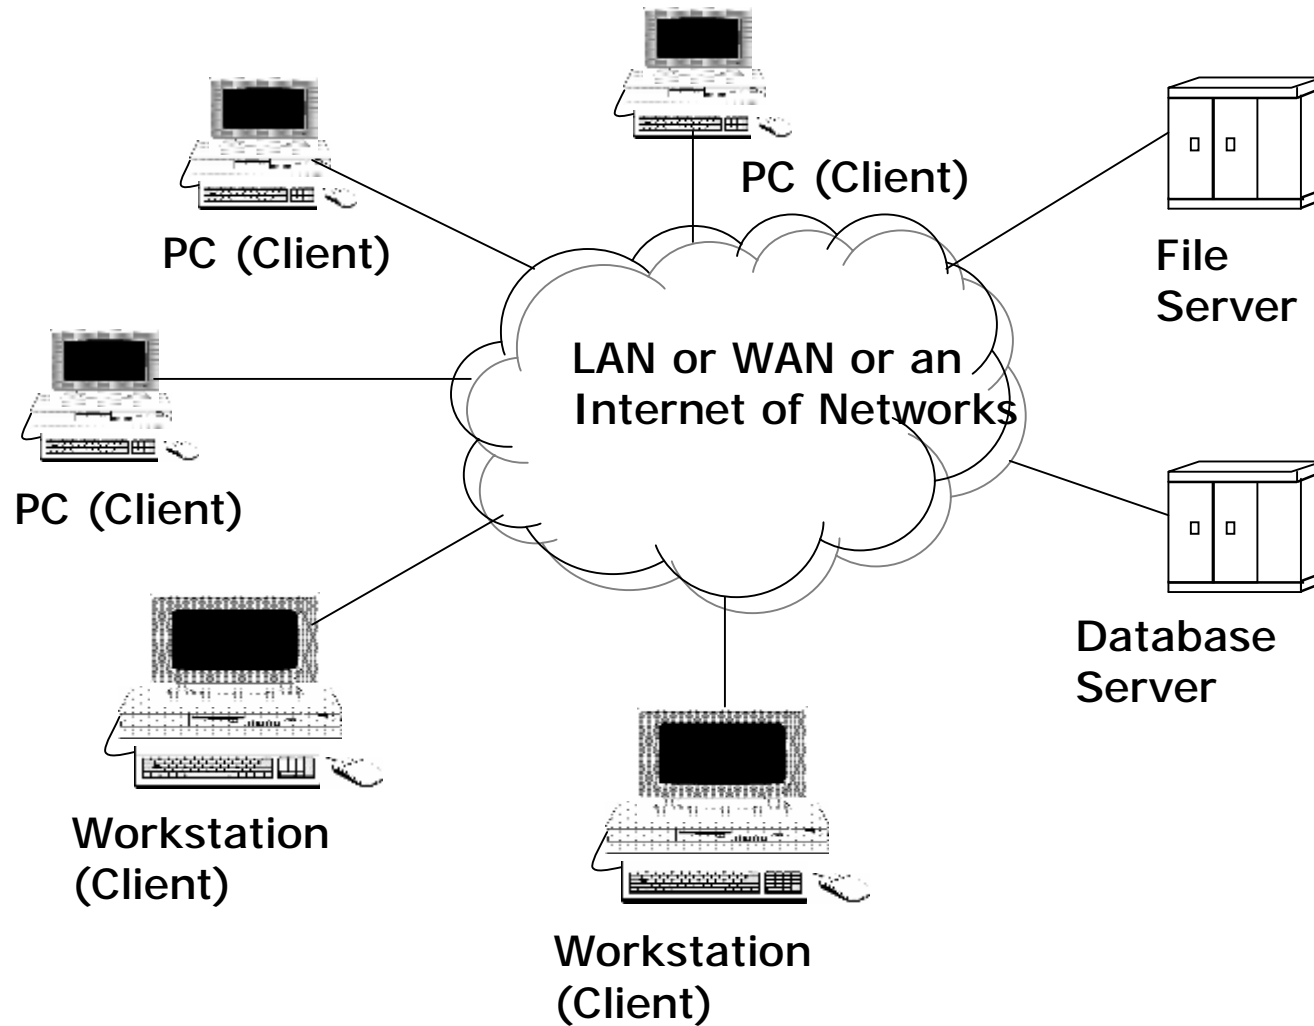 PC (Client)
PC (Client)
File
Server
LAN or WAN or an
Internet of Networks
PC (Client)
Database
Server
Workstation
(Client)
Workstation
(Client)